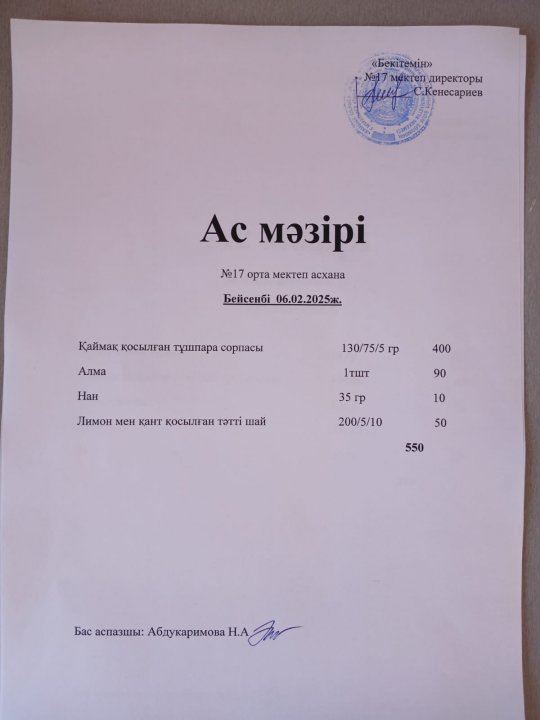 «Бекітемін»
№17 мектеп директоры
С.Кенесариев
Ас мәзірі
№17 орта мектеп асхана
Бейсенбі 06.02.2025ж.
Қаймақ қосылған тұшпара сорпасы 130/75/5 гр 400
Алма 1тшт 90
Нан 35 гр 10
Лимон мен қант қосылған тәтті шай 200/5/10 50
550
Бас аспазшы: Абдукаримова Н.А